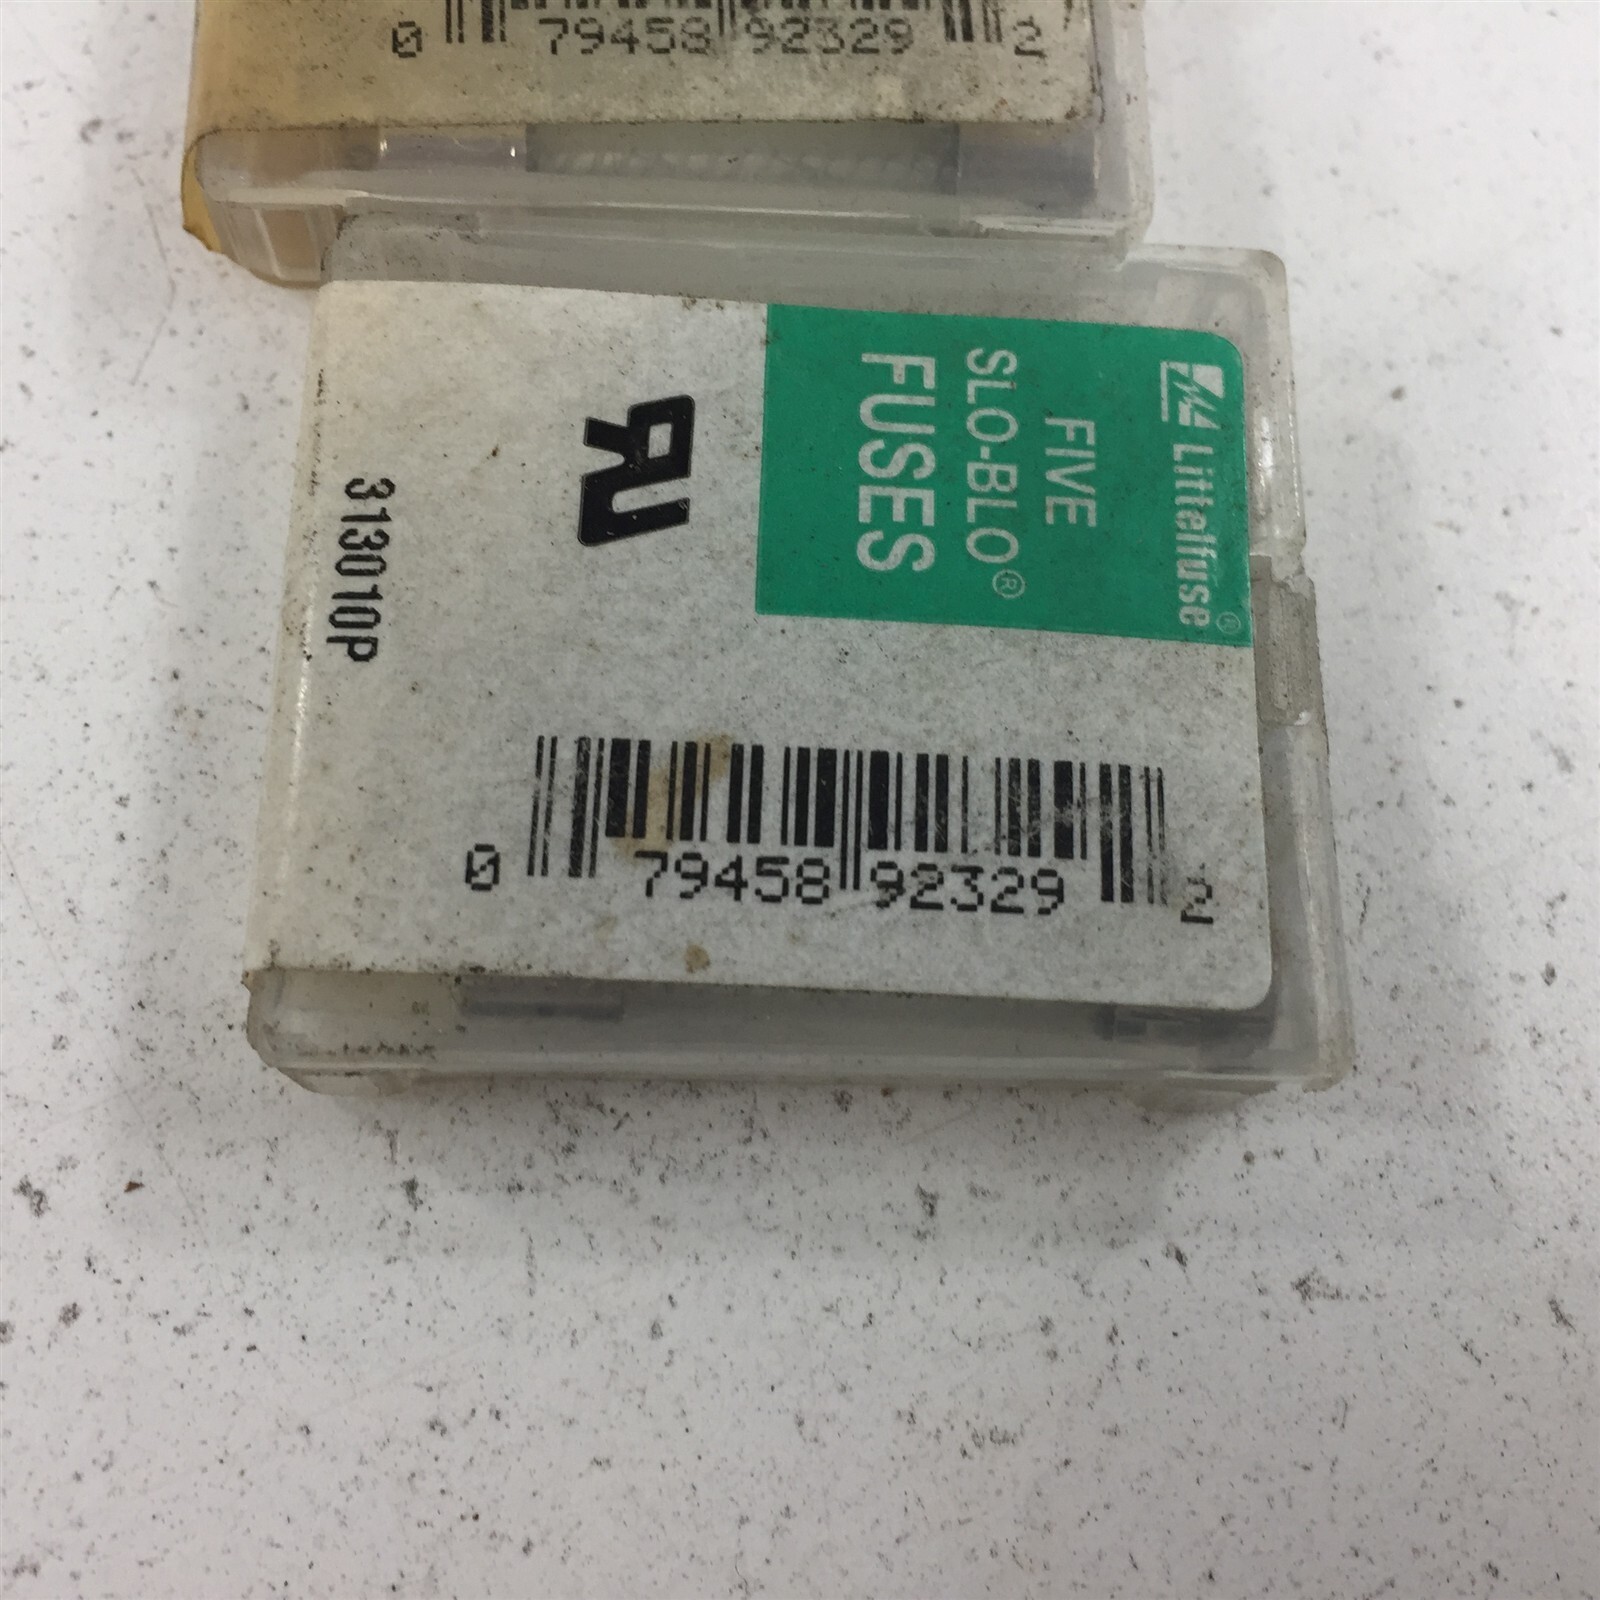 0 79458 92329 2
Littelfuse®
FIVE
SLO-BLO®
FUSES
313010P
0 79458 92329 2